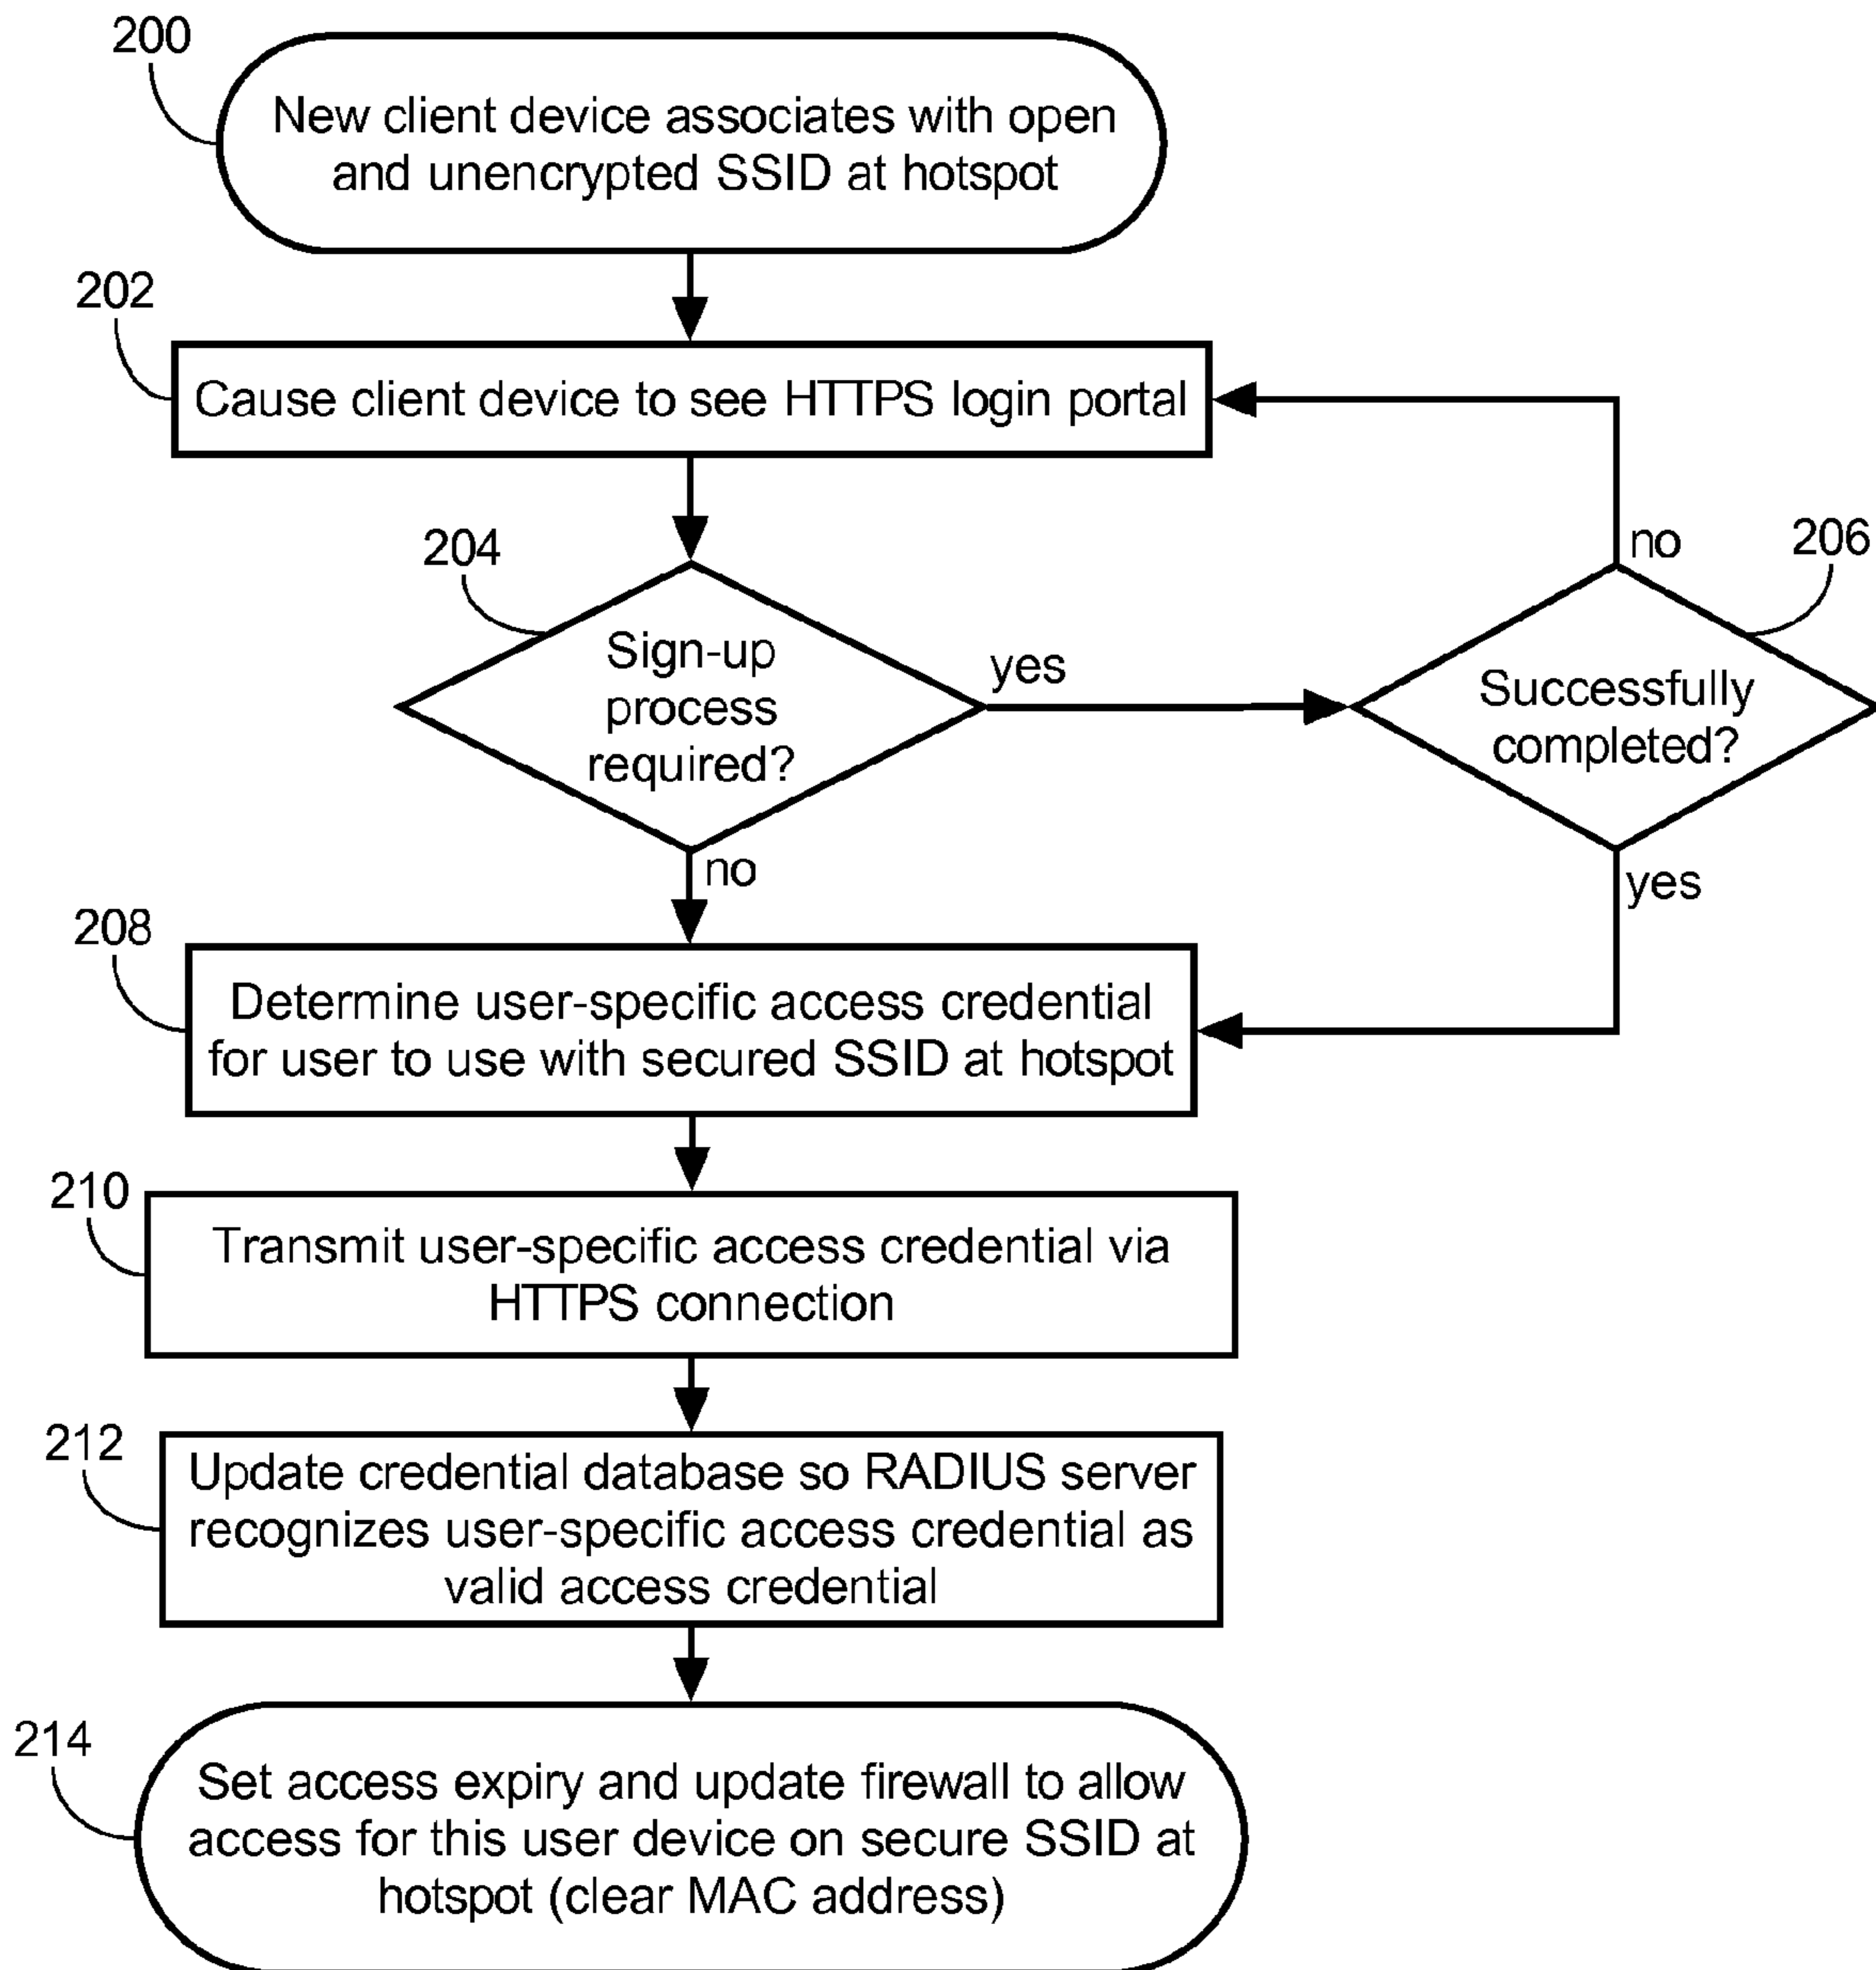 200
New client device associates with open
and unencrypted SSID at hotspot
202
Cause client device to see HTTPS login portal
204
Sign-up
process
required?
yes
no
206
Successfully
completed?
no
yes
208
Determine user-specific access credential
for user to use with secured SSID at hotspot
210
Transmit user-specific access credential via
HTTPS connection
212
Update credential database so RADIUS server
recognizes user-specific access credential as
valid access credential
214
Set access expiry and update firewall to allow
access for this user device on secure SSID at
hotspot (clear MAC address)